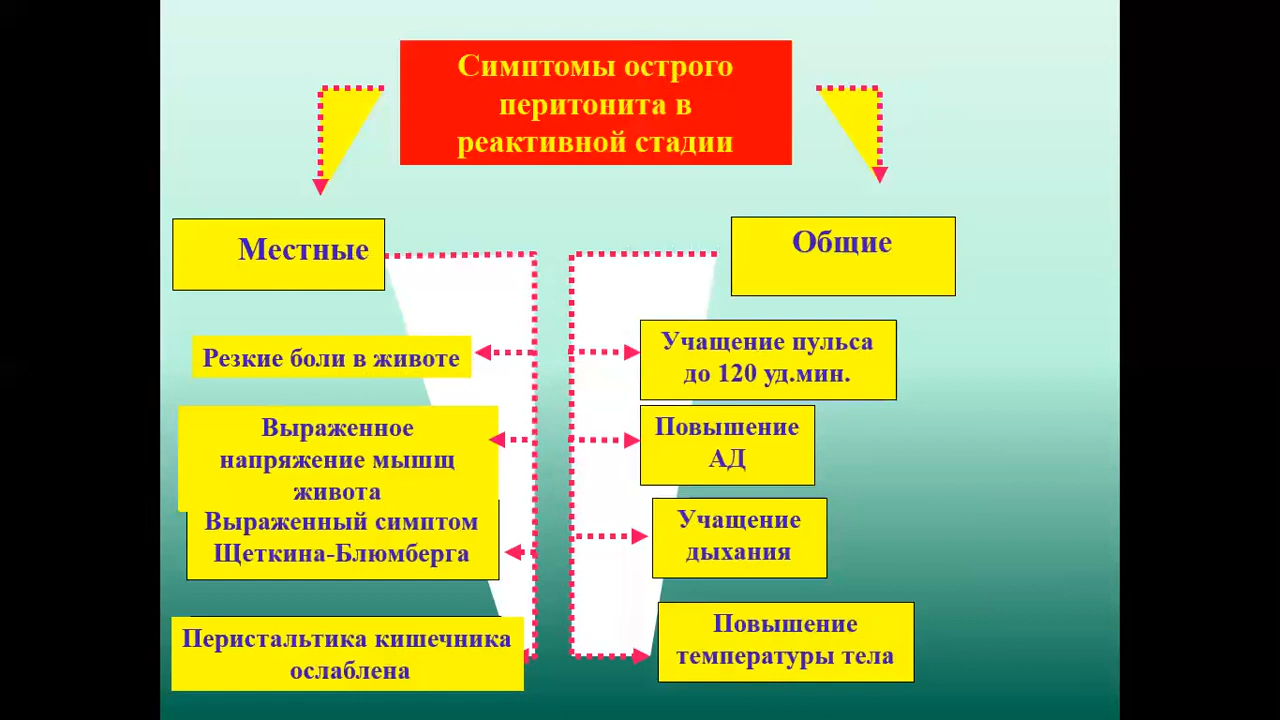 Симптомы острого
перитонита в
реактивной стадии
Местные
Общие
Резкие боли в животе
Выраженное
напряжение мышщ
живота
Выраженный симптом
Щеткина-Блюмберга
Перистальтика кишечника
ослаблена
Учащение пульса
до 120 уд.мин.
Повышение
АД
Учащение
дыхания
Повышение
температуры тела